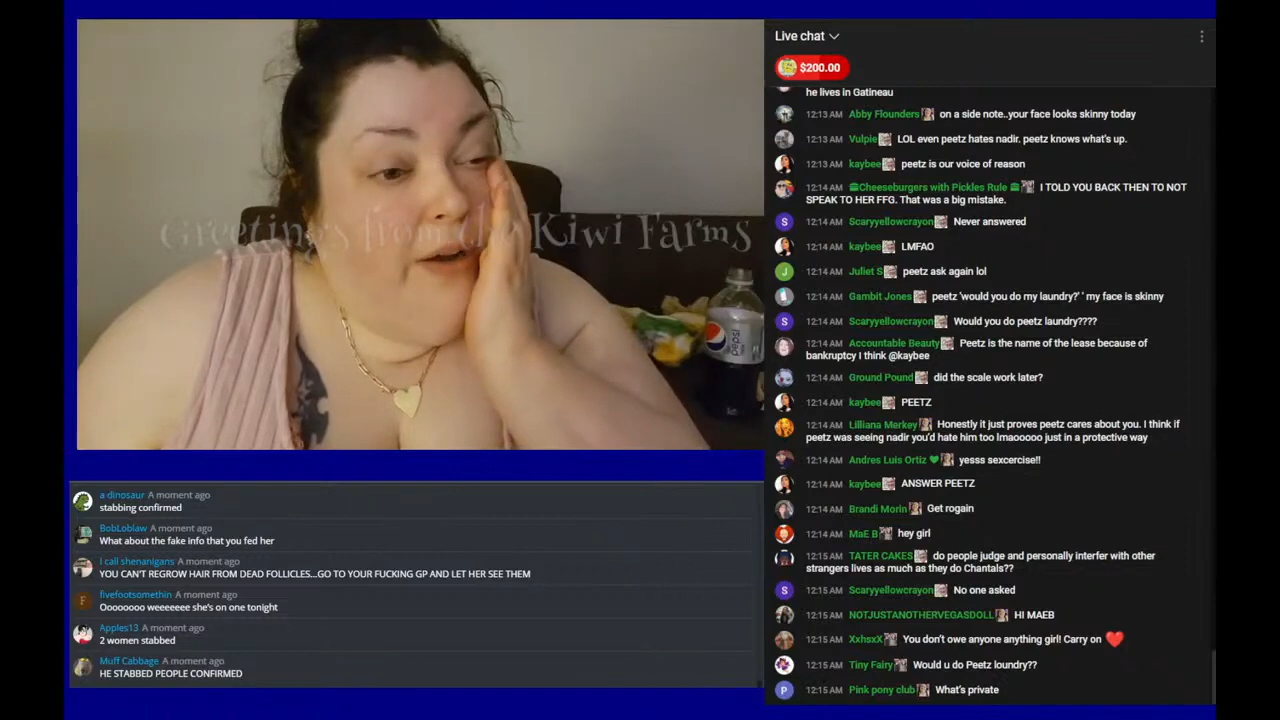 Greetings from the Kiwi Farms
pepsi
a dinosaur A moment ago
stabbing confirmed
BobLoblaw A moment ago
What about the fake info that you fed her
I call shenanigans A moment ago
YOU CAN'T REGROW HAIR FROM DEAD FOLLICLES...GO TO YOUR FUCKING GP AND LET HER SEE THEM
F fivefootsomethin A moment ago
Oooooooo weeeeeee she's on one tonight
Apples13 A moment ago
2 women stabbed
Muff Cabbage A moment ago
HE STABBED PEOPLE CONFIRMED
Live chat
$200.00
he lives in Gatineau
12:13 AM Abby Flounders on a side note..your face looks skinny today
12:13 AM Vulpie LOL even peetz hates nadir. peetz knows what's up.
12:13 AM kaybee peetz is our voice of reason
12:14 AM Cheeseburgers with Pickles Rule I TOLD YOU BACK THEN TO NOT
SPEAK TO HER FFG. That was a big mistake.
S 12:14 AM Scaryyellowcrayon Never answered
12:14 AM kaybee LMFAO
J 12:14 AM Juliet S peetz ask again lol
12:14 AM Gambit Jones peetz 'would you do my laundry?' ' my face is skinny
S 12:14 AM Scaryyellowcrayon Would you do peetz laundry????
12:14 AM Accountable Beauty Peetz is the name of the lease because of
bankruptcy I think @kaybee
12:14 AM Ground Pound did the scale work later?
12:14 AM kaybee PEETZ
12:14 AM Lilliana Merkey Honestly it just proves peetz cares about you. I think if
peetz was seeing nadir you'd hate him too lmaooooo just in a protective way
12:14 AM Andres Luis Ortiz yesss sexcercise!!
12:14 AM kaybee ANSWER PEETZ
12:14 AM Brandi Morin Get rogain
12:14 AM MaE B hey girl
12:15 AM TATER CAKES do people judge and personally interfer with other
strangers lives as much as they do Chantals??
S 12:15 AM Scaryyellowcrayon No one asked
12:15 AM NOTJUSTANOTHERVEGASDOLL HI MAEB
12:15 AM XxhsxX You don't owe anyone anything girl! Carry on
12:15 AM Tiny Fairy Would u do Peetz loundry??
P 12:15 AM Pink pony club What's private